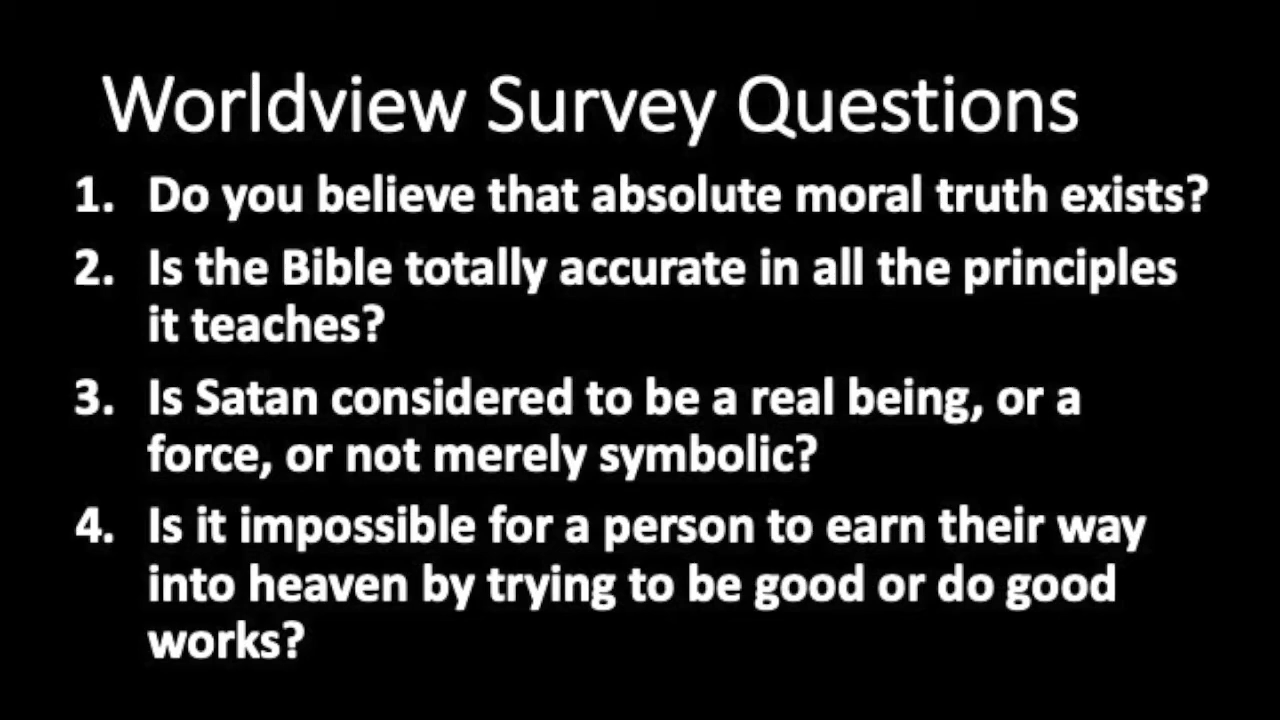 Worldview Survey Questions
1. Do you believe that absolute moral truth exists?
2. Is the Bible totally accurate in all the principles
it teaches?
3. Is Satan considered to be a real being, or a
force, or not merely symbolic?
4. Is it impossible for a person to earn their way
into heaven by trying to be good or do good
works?